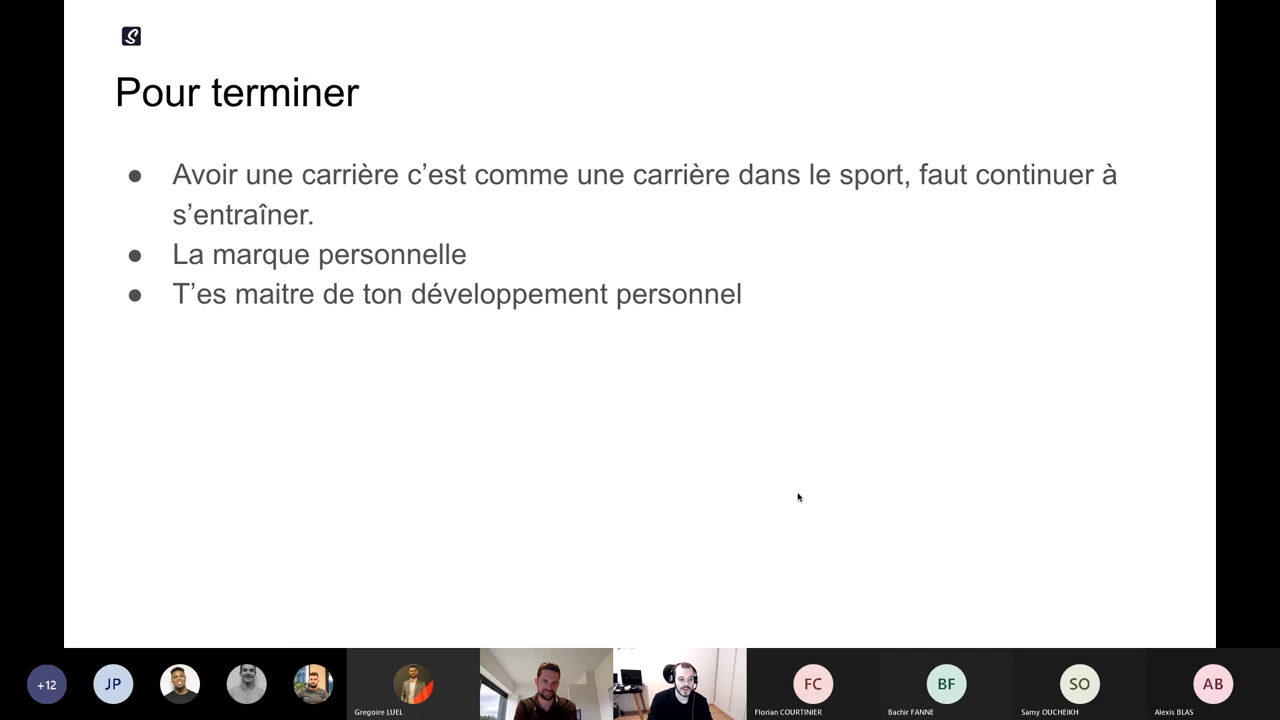 S
Pour terminer
● Avoir une carrière c’est comme une carrière dans le sport, faut continuer à
s’entraîner.
● La marque personnelle
● T’es maitre de ton développement personnel
+12
JP
Gregoire LUEL
FC
Florian COURTINIER
BF
Bachir FANNE
SO
Samy OUCHEIKH
AB
Alexis BLAS